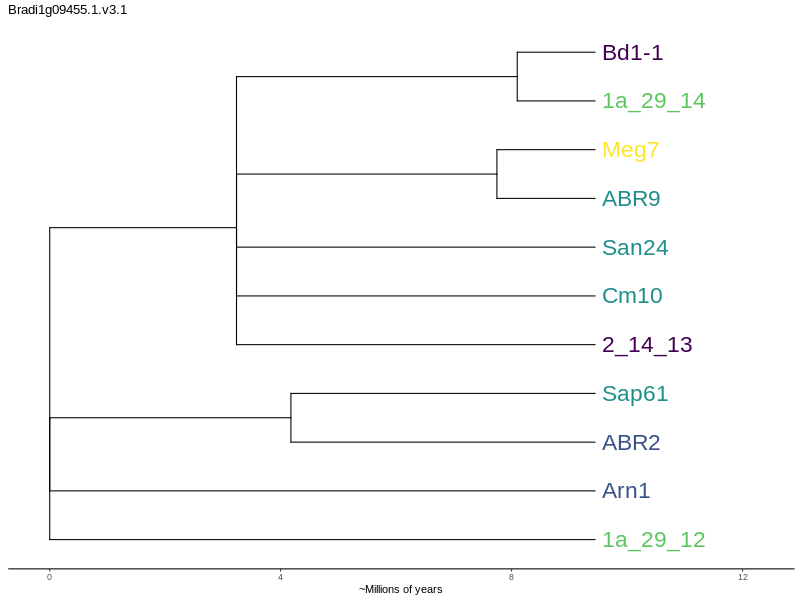 Bradi1g09455.1.v3.1
Bd1-1
1a_29_14
Meg7
ABR9
San24
Cm10
2_14_13
Sap61
ABR2
Arn1
1a_29_12
0 4 8 12
~Millions of years